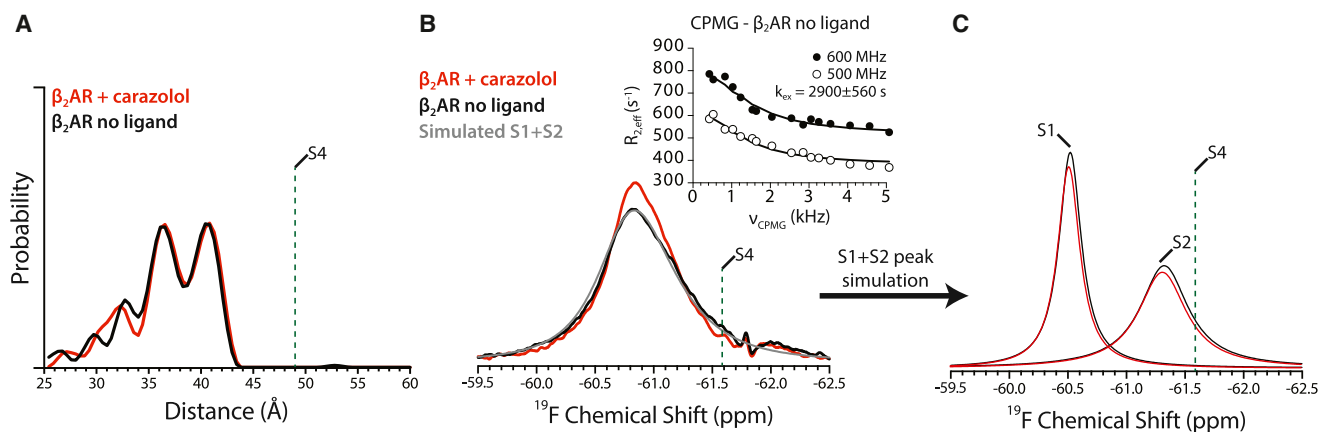 A
β₂AR + carazolol
β₂AR no ligand
S4
Probability
25 30 35 40 45 50 55 60
Distance (Å)
B
β₂AR + carazolol
β₂AR no ligand
Simulated S1+S2
CPMG - β₂AR no ligand
600 MHz
500 MHz
kex = 2900±560 s
R2,eff (s⁻¹)
900
800
700
600
500
400
300
0 1 2 3 4 5
νCPMG (kHz)
S4
-59.5 -60.0 -60.5 -61.0 -61.5 -62.0 -62.5
¹⁹F Chemical Shift (ppm)
S1+S2 peak
simulation
C
S1
S4
S2
-59.5 -60.0 -60.5 -61.0 -61.5 -62.0 -62.5
¹⁹F Chemical Shift (ppm)